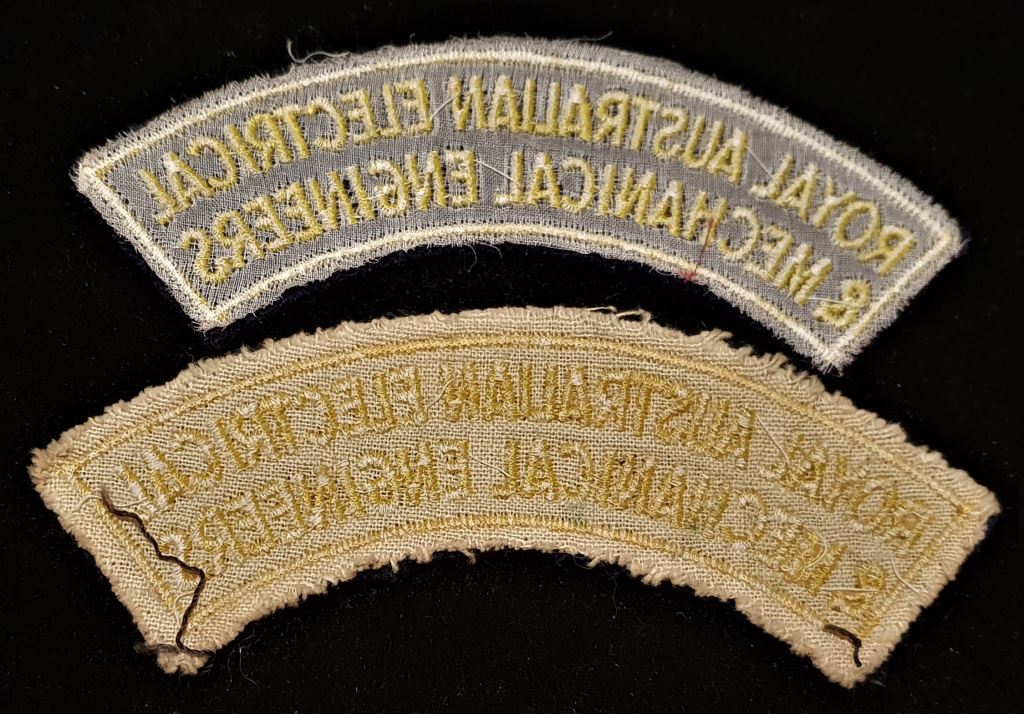 ROYAL AUSTRALIAN ELECTRICAL
& MECHANICAL ENGINEERS
ROYAL AUSTRALIAN ELECTRICAL
& MECHANICAL ENGINEERS